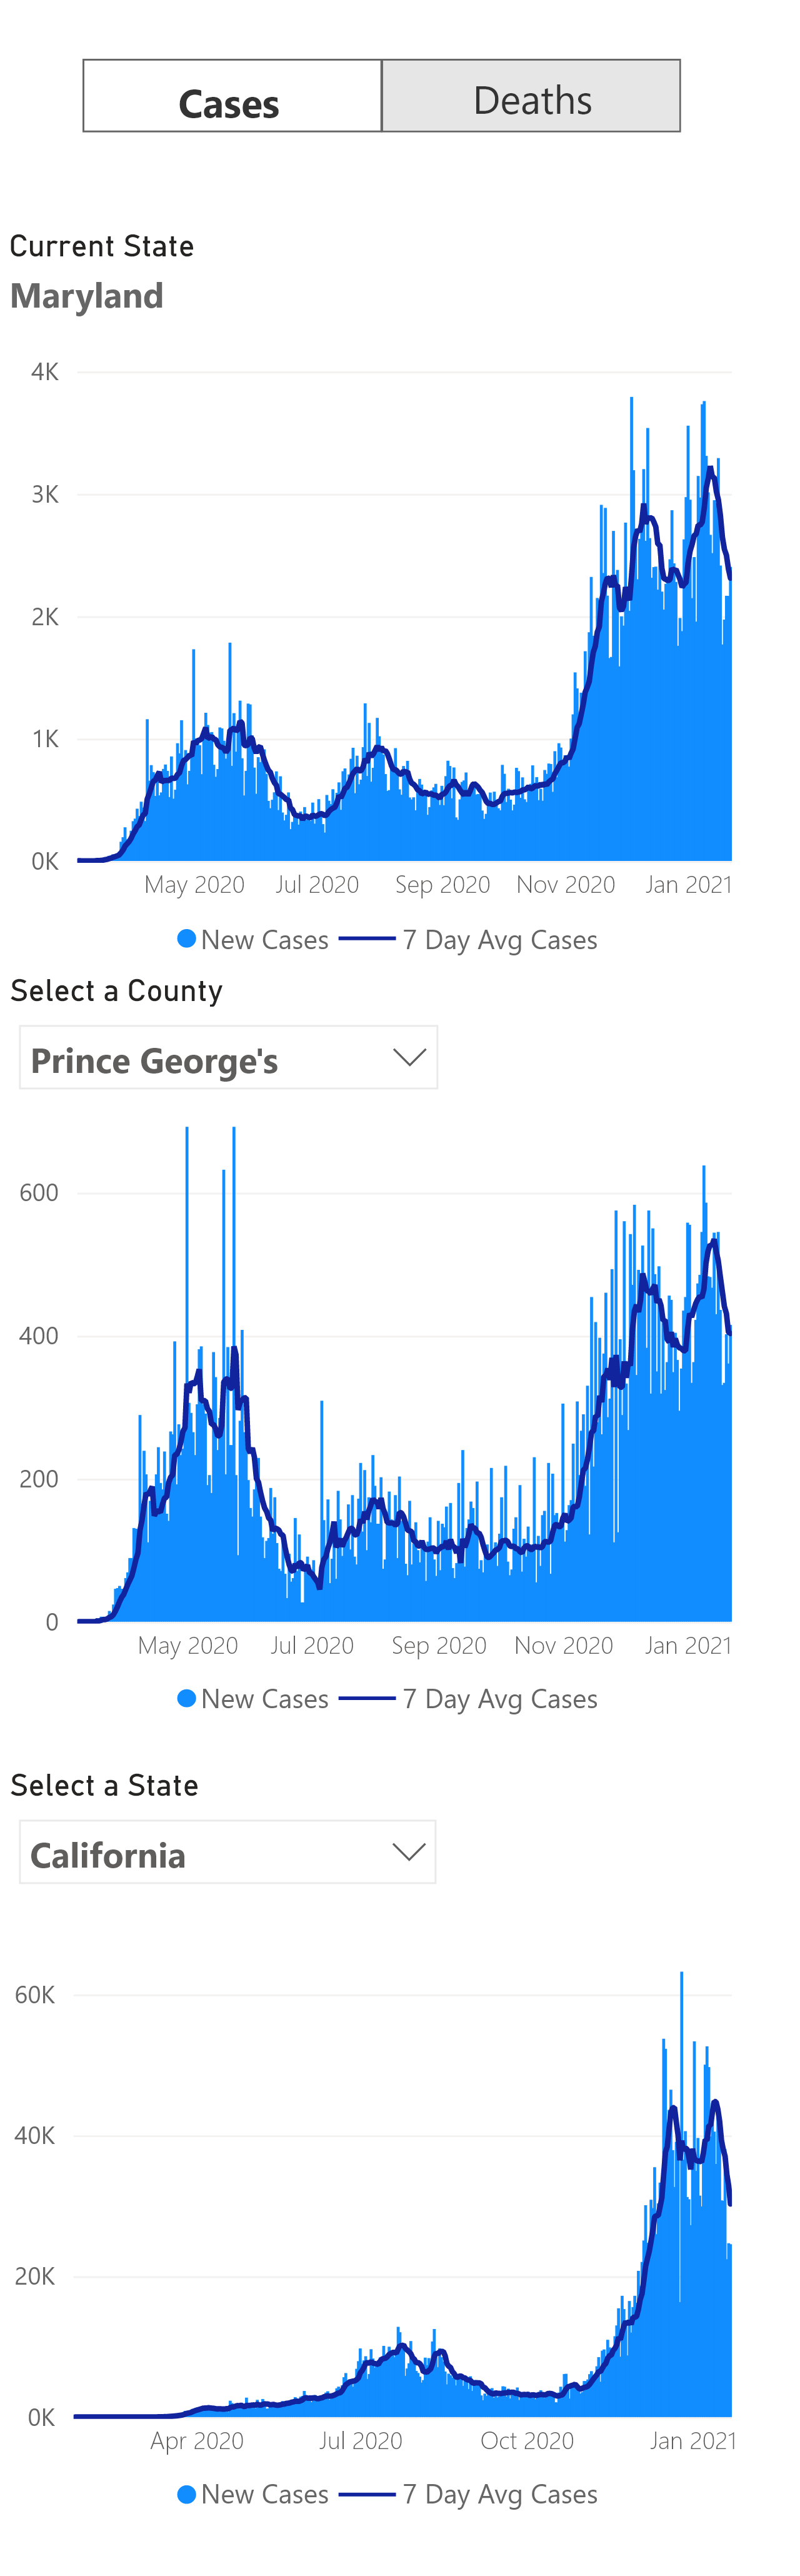 Cases Deaths
Current State
Maryland
4K
3K
2K
1K
0K
May 2020 Jul 2020 Sep 2020 Nov 2020 Jan 2021
New Cases 7 Day Avg Cases
Select a County
Prince George's
600
400
200
0
May 2020 Jul 2020 Sep 2020 Nov 2020 Jan 2021
New Cases 7 Day Avg Cases
Select a State
California
60K
40K
20K
0K
Apr 2020 Jul 2020 Oct 2020 Jan 2021
New Cases 7 Day Avg Cases